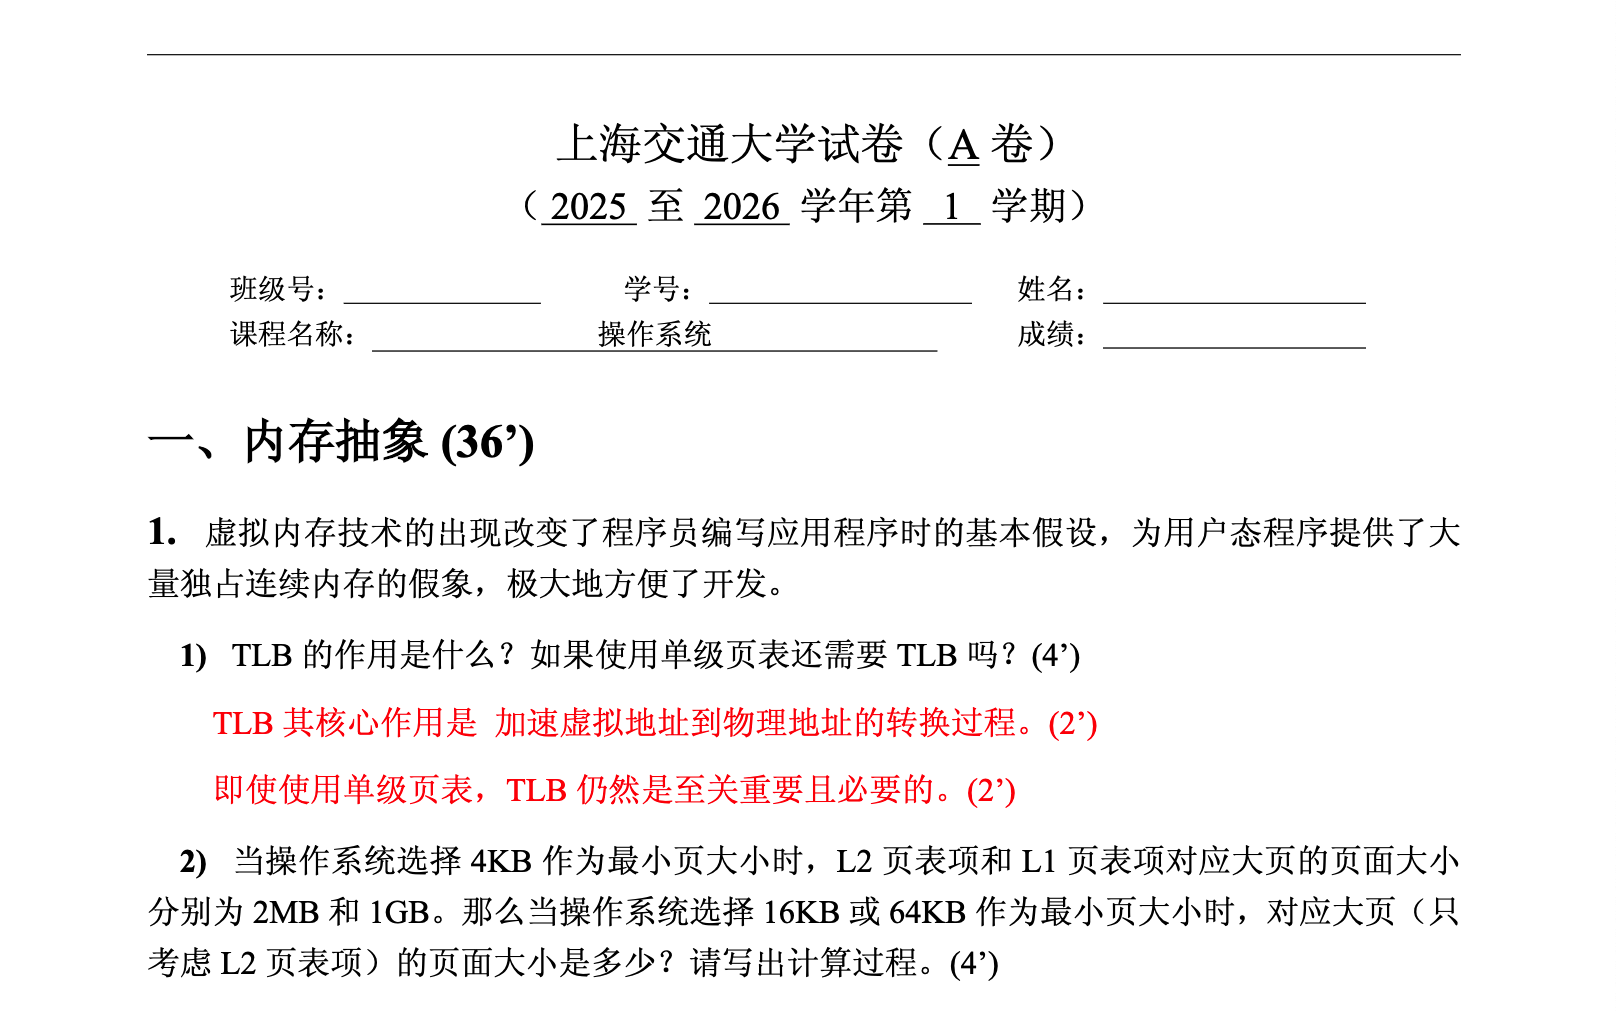 上海交通大学试卷（A 卷）
（ 2025 至 2026 学年第 1 学期）
班级号： 学号： 姓名：
课程名称： 操作系统 成绩：
一、内存抽象 (36’)
1. 虚拟内存技术的出现改变了程序员编写应用程序时的基本假设，为用户态程序提供了大
量独占连续内存的假象，极大地方便了开发。
1) TLB 的作用是什么？如果使用单级页表还需要 TLB 吗？(4’)
TLB 其核心作用是 加速虚拟地址到物理地址的转换过程。(2’)
即使使用单级页表，TLB 仍然是至关重要且必要的。(2’)
2) 当操作系统选择 4KB 作为最小页大小时，L2 页表项和 L1 页表项对应大页的页面大小
分别为 2MB 和 1GB。那么当操作系统选择 16KB 或 64KB 作为最小页大小时，对应大页（只
考虑 L2 页表项）的页面大小是多少？请写出计算过程。(4’)